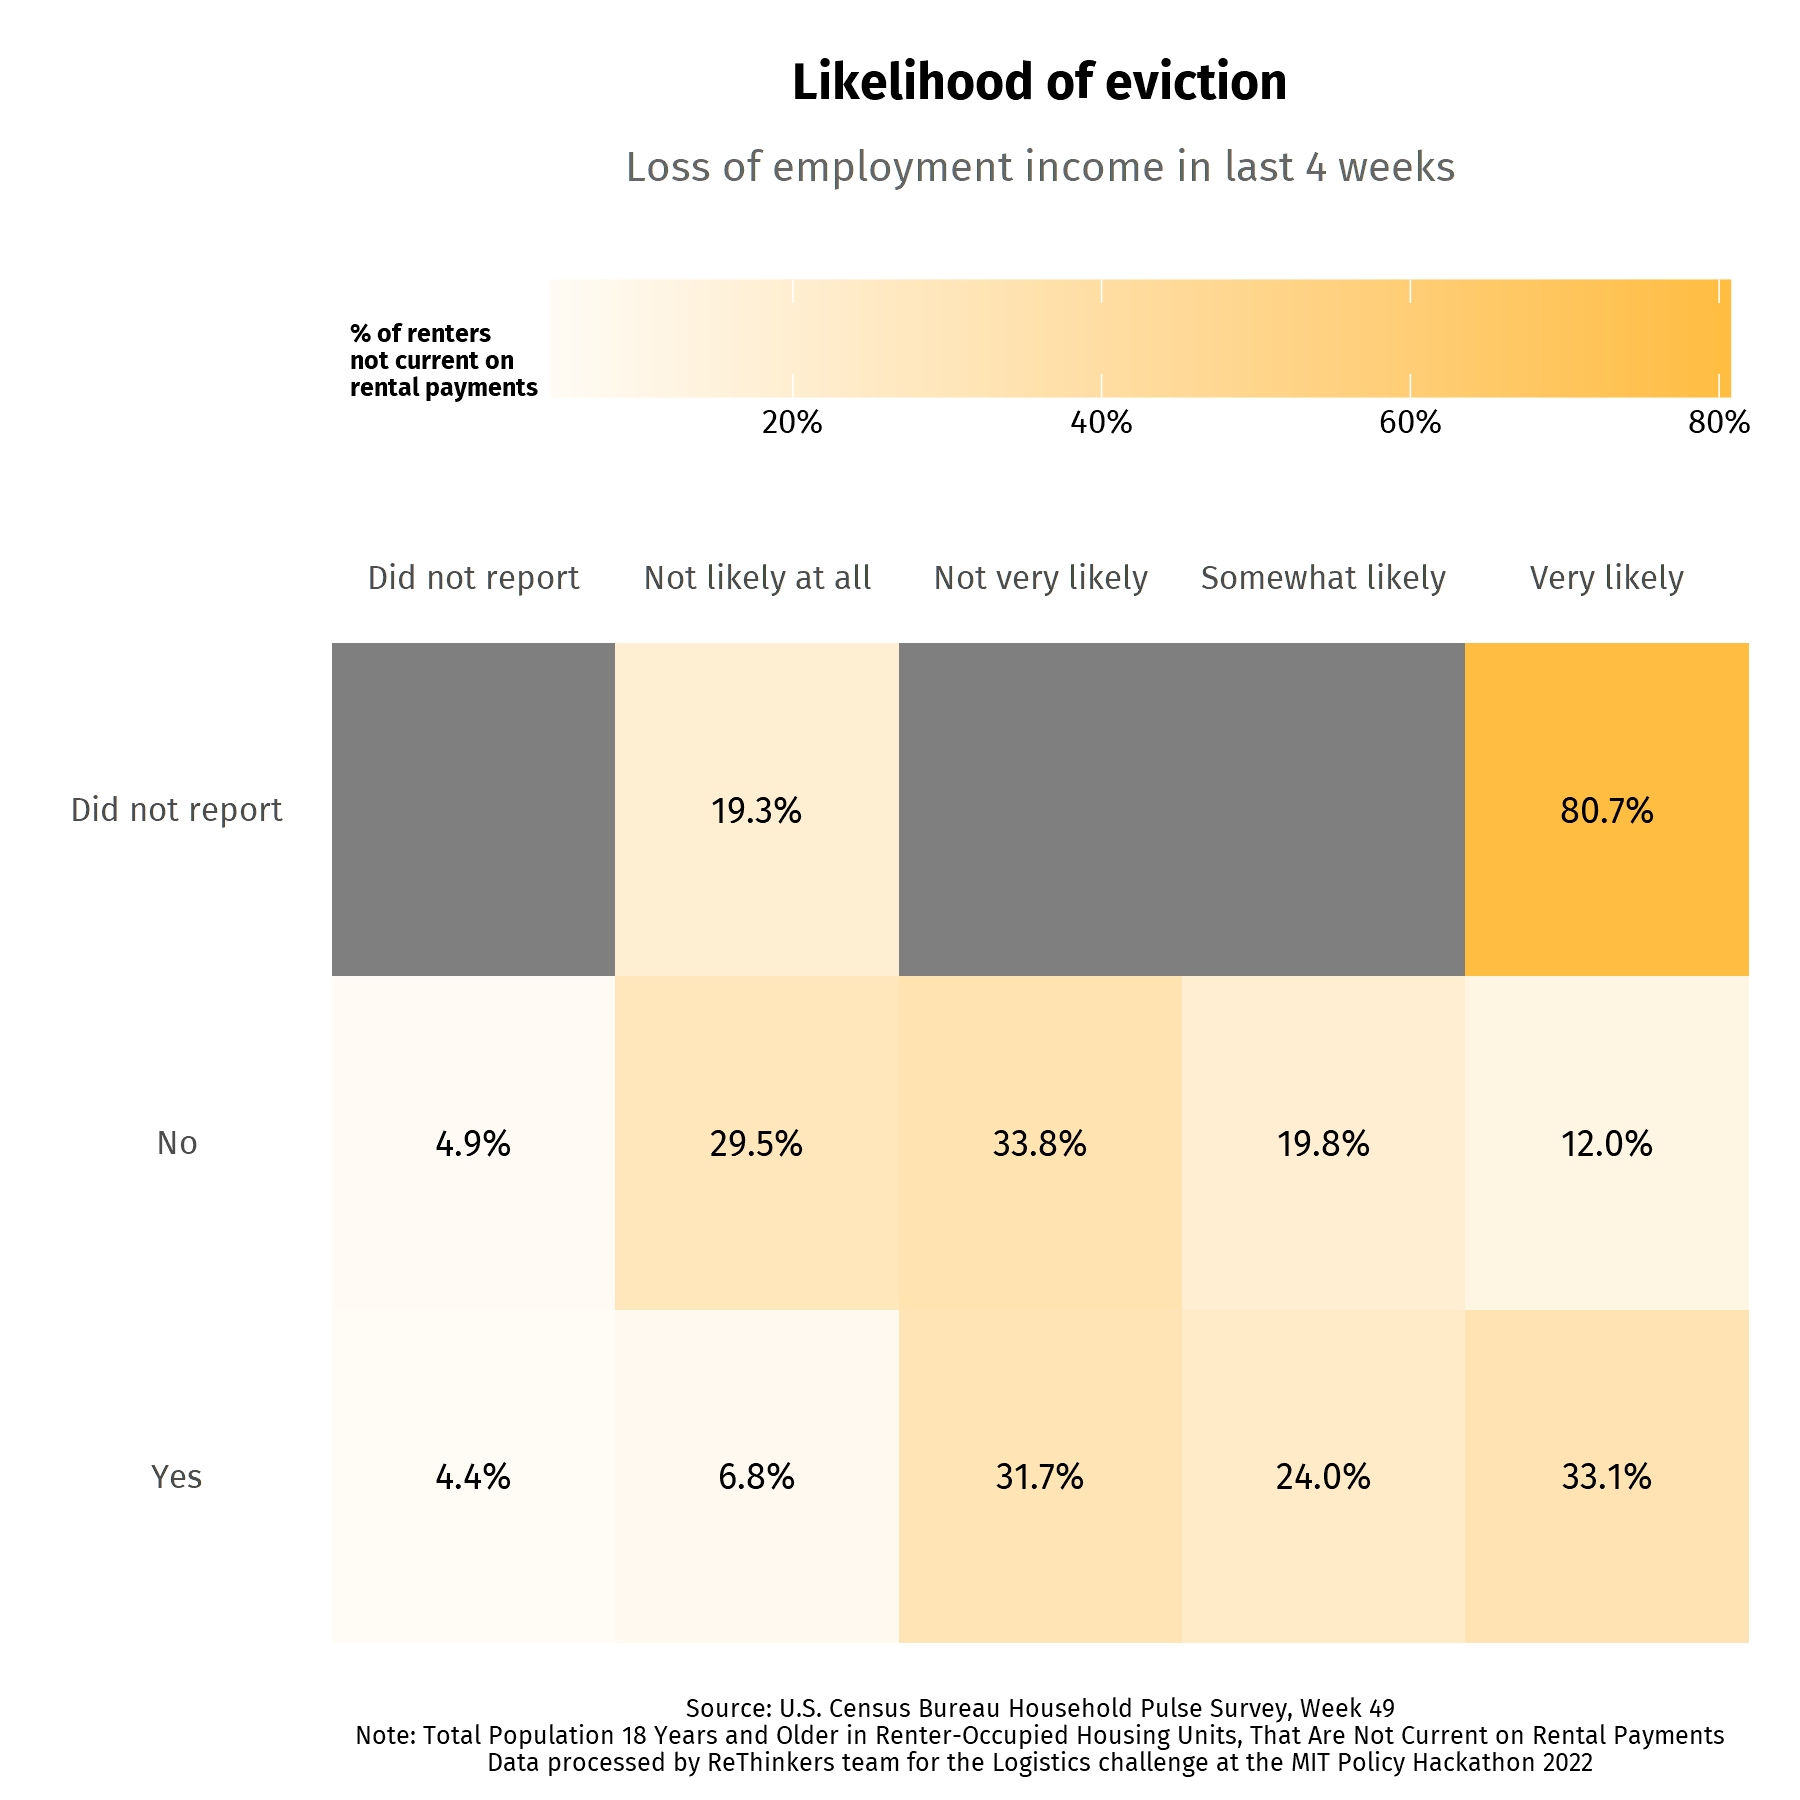 Likelihood of eviction
Loss of employment income in last 4 weeks
% of renters
not current on
rental payments
20% 40% 60% 80%
Did not report Not likely at all Not very likely Somewhat likely Very likely
Did not report 19.3% 80.7%
No 4.9% 29.5% 33.8% 19.8% 12.0%
Yes 4.4% 6.8% 31.7% 24.0% 33.1%
Source: U.S. Census Bureau Household Pulse Survey, Week 49
Note: Total Population 18 Years and Older in Renter-Occupied Housing Units, That Are Not Current on Rental Payments
Data processed by ReThinkers team for the Logistics challenge at the MIT Policy Hackathon 2022